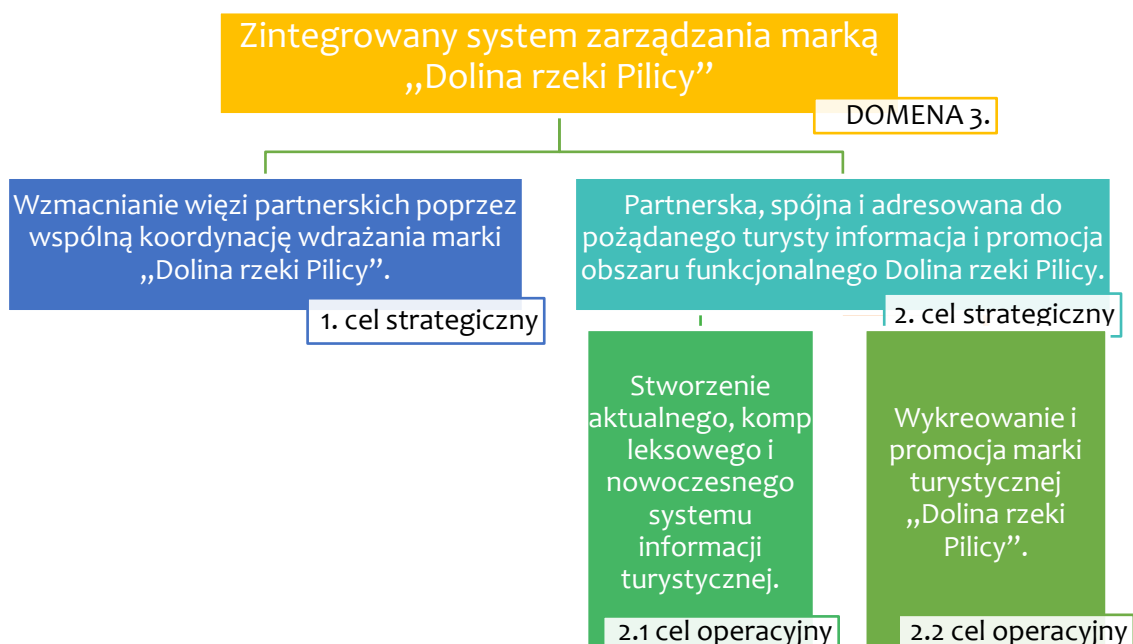 Zintegrowany system zarządzania marką
„Dolina rzeki Pilicy”
DOMENA 3.
Wzmacnianie więzi partnerskich poprzez
wspólną koordynację wdrażania marki
„Dolina rzeki Pilicy”.
1. cel strategiczny
Partnerska, spójna i adresowana do
pożądanego turysty informacja i promocja
obszaru funkcjonalnego Dolina rzeki Pilicy.
2. cel strategiczny
Stworzenie
aktualnego, komp
leksowego i
nowoczesnego
systemu
informacji
turystycznej.
2.1 cel operacyjny
Wykreowanie i
promocja marki
turystycznej
„Dolina rzeki
Pilicy”.
2.2 cel operacyjny